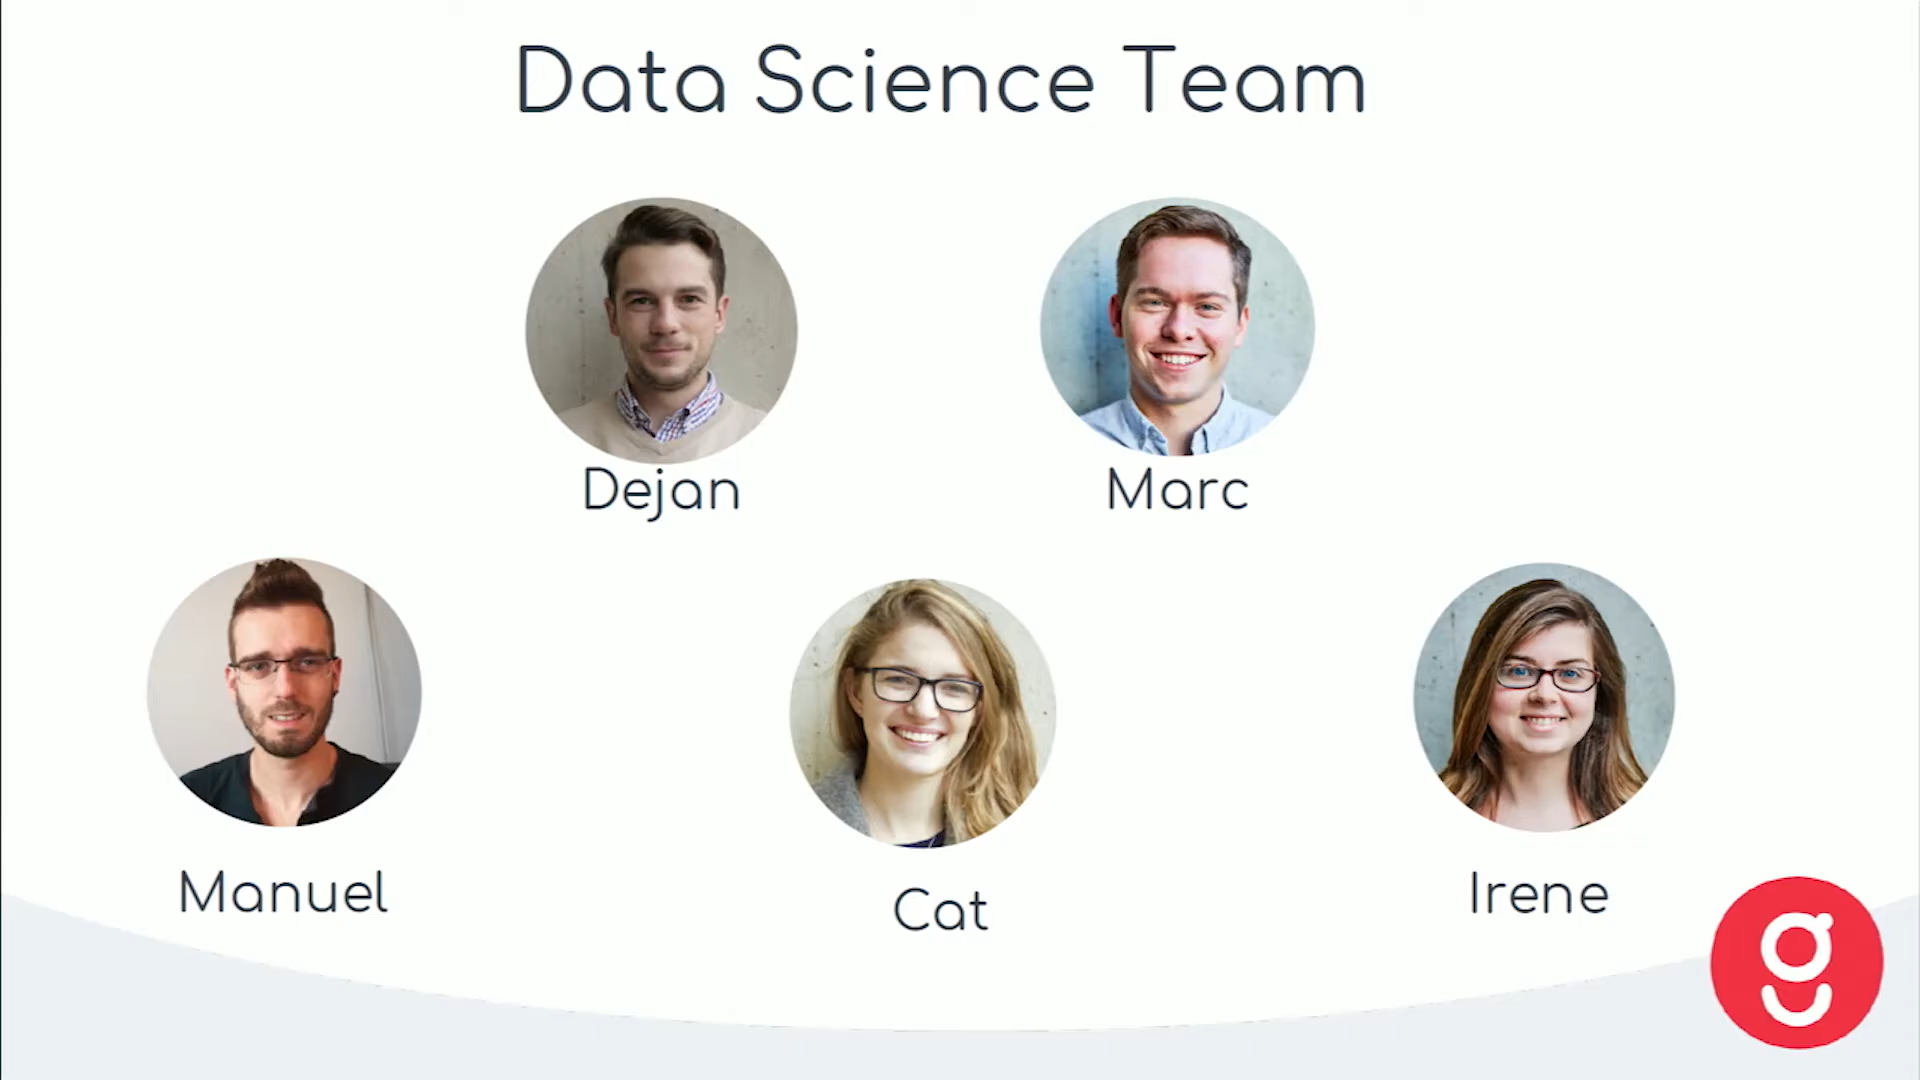 Data Science Team
Dejan
Marc
Manuel
Cat
Irene
g